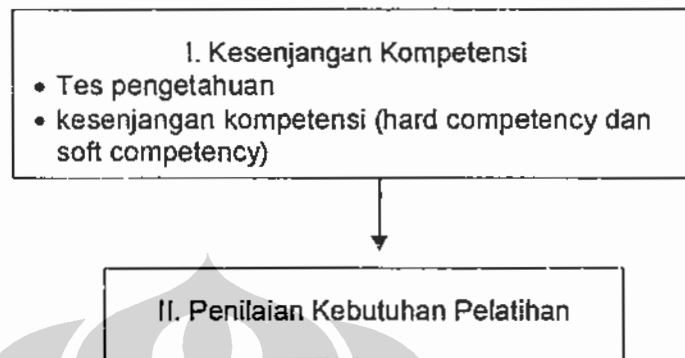 I. Kesenjangan Kompetensi
• Tes pengetahuan
• kesenjangan kompetensi (hard competency dan
soft competency)
II. Penilaian Kebutuhan Pelatihan